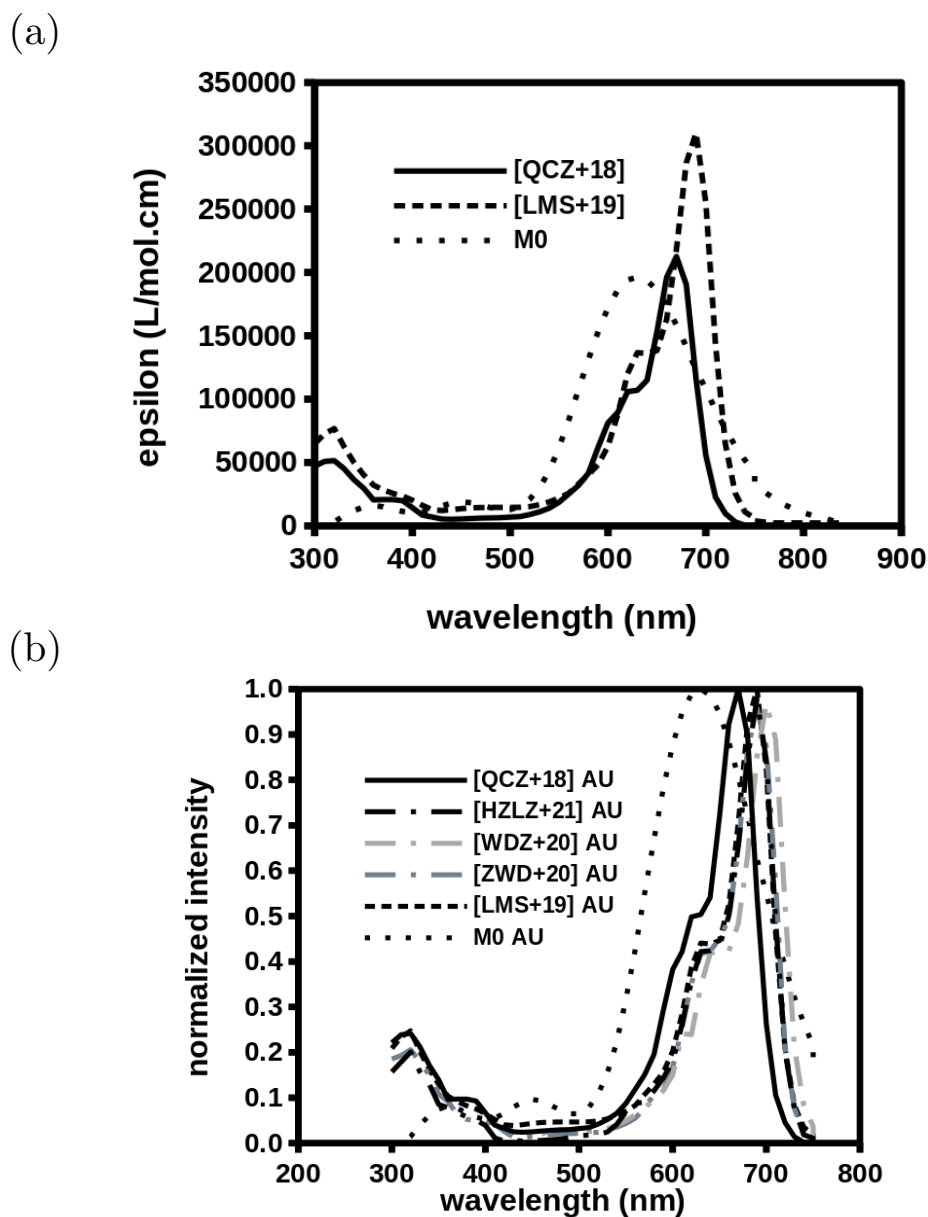 (a)
350000
300000
250000
200000
150000
100000
50000
0
epsilon (L/mol.cm)
[QCZ+18]
[LMS+19]
M0
300 400 500 600 700 800 900
wavelength (nm)
(b)
1.0
0.9
0.8
0.7
0.6
0.5
0.4
0.3
0.2
0.1
0.0
normalized intensity
[QCZ+18] AU
[HZLZ+21] AU
[WDZ+20] AU
[ZWD+20] AU
[LMS+19] AU
M0 AU
200 300 400 500 600 700 800
wavelength (nm)